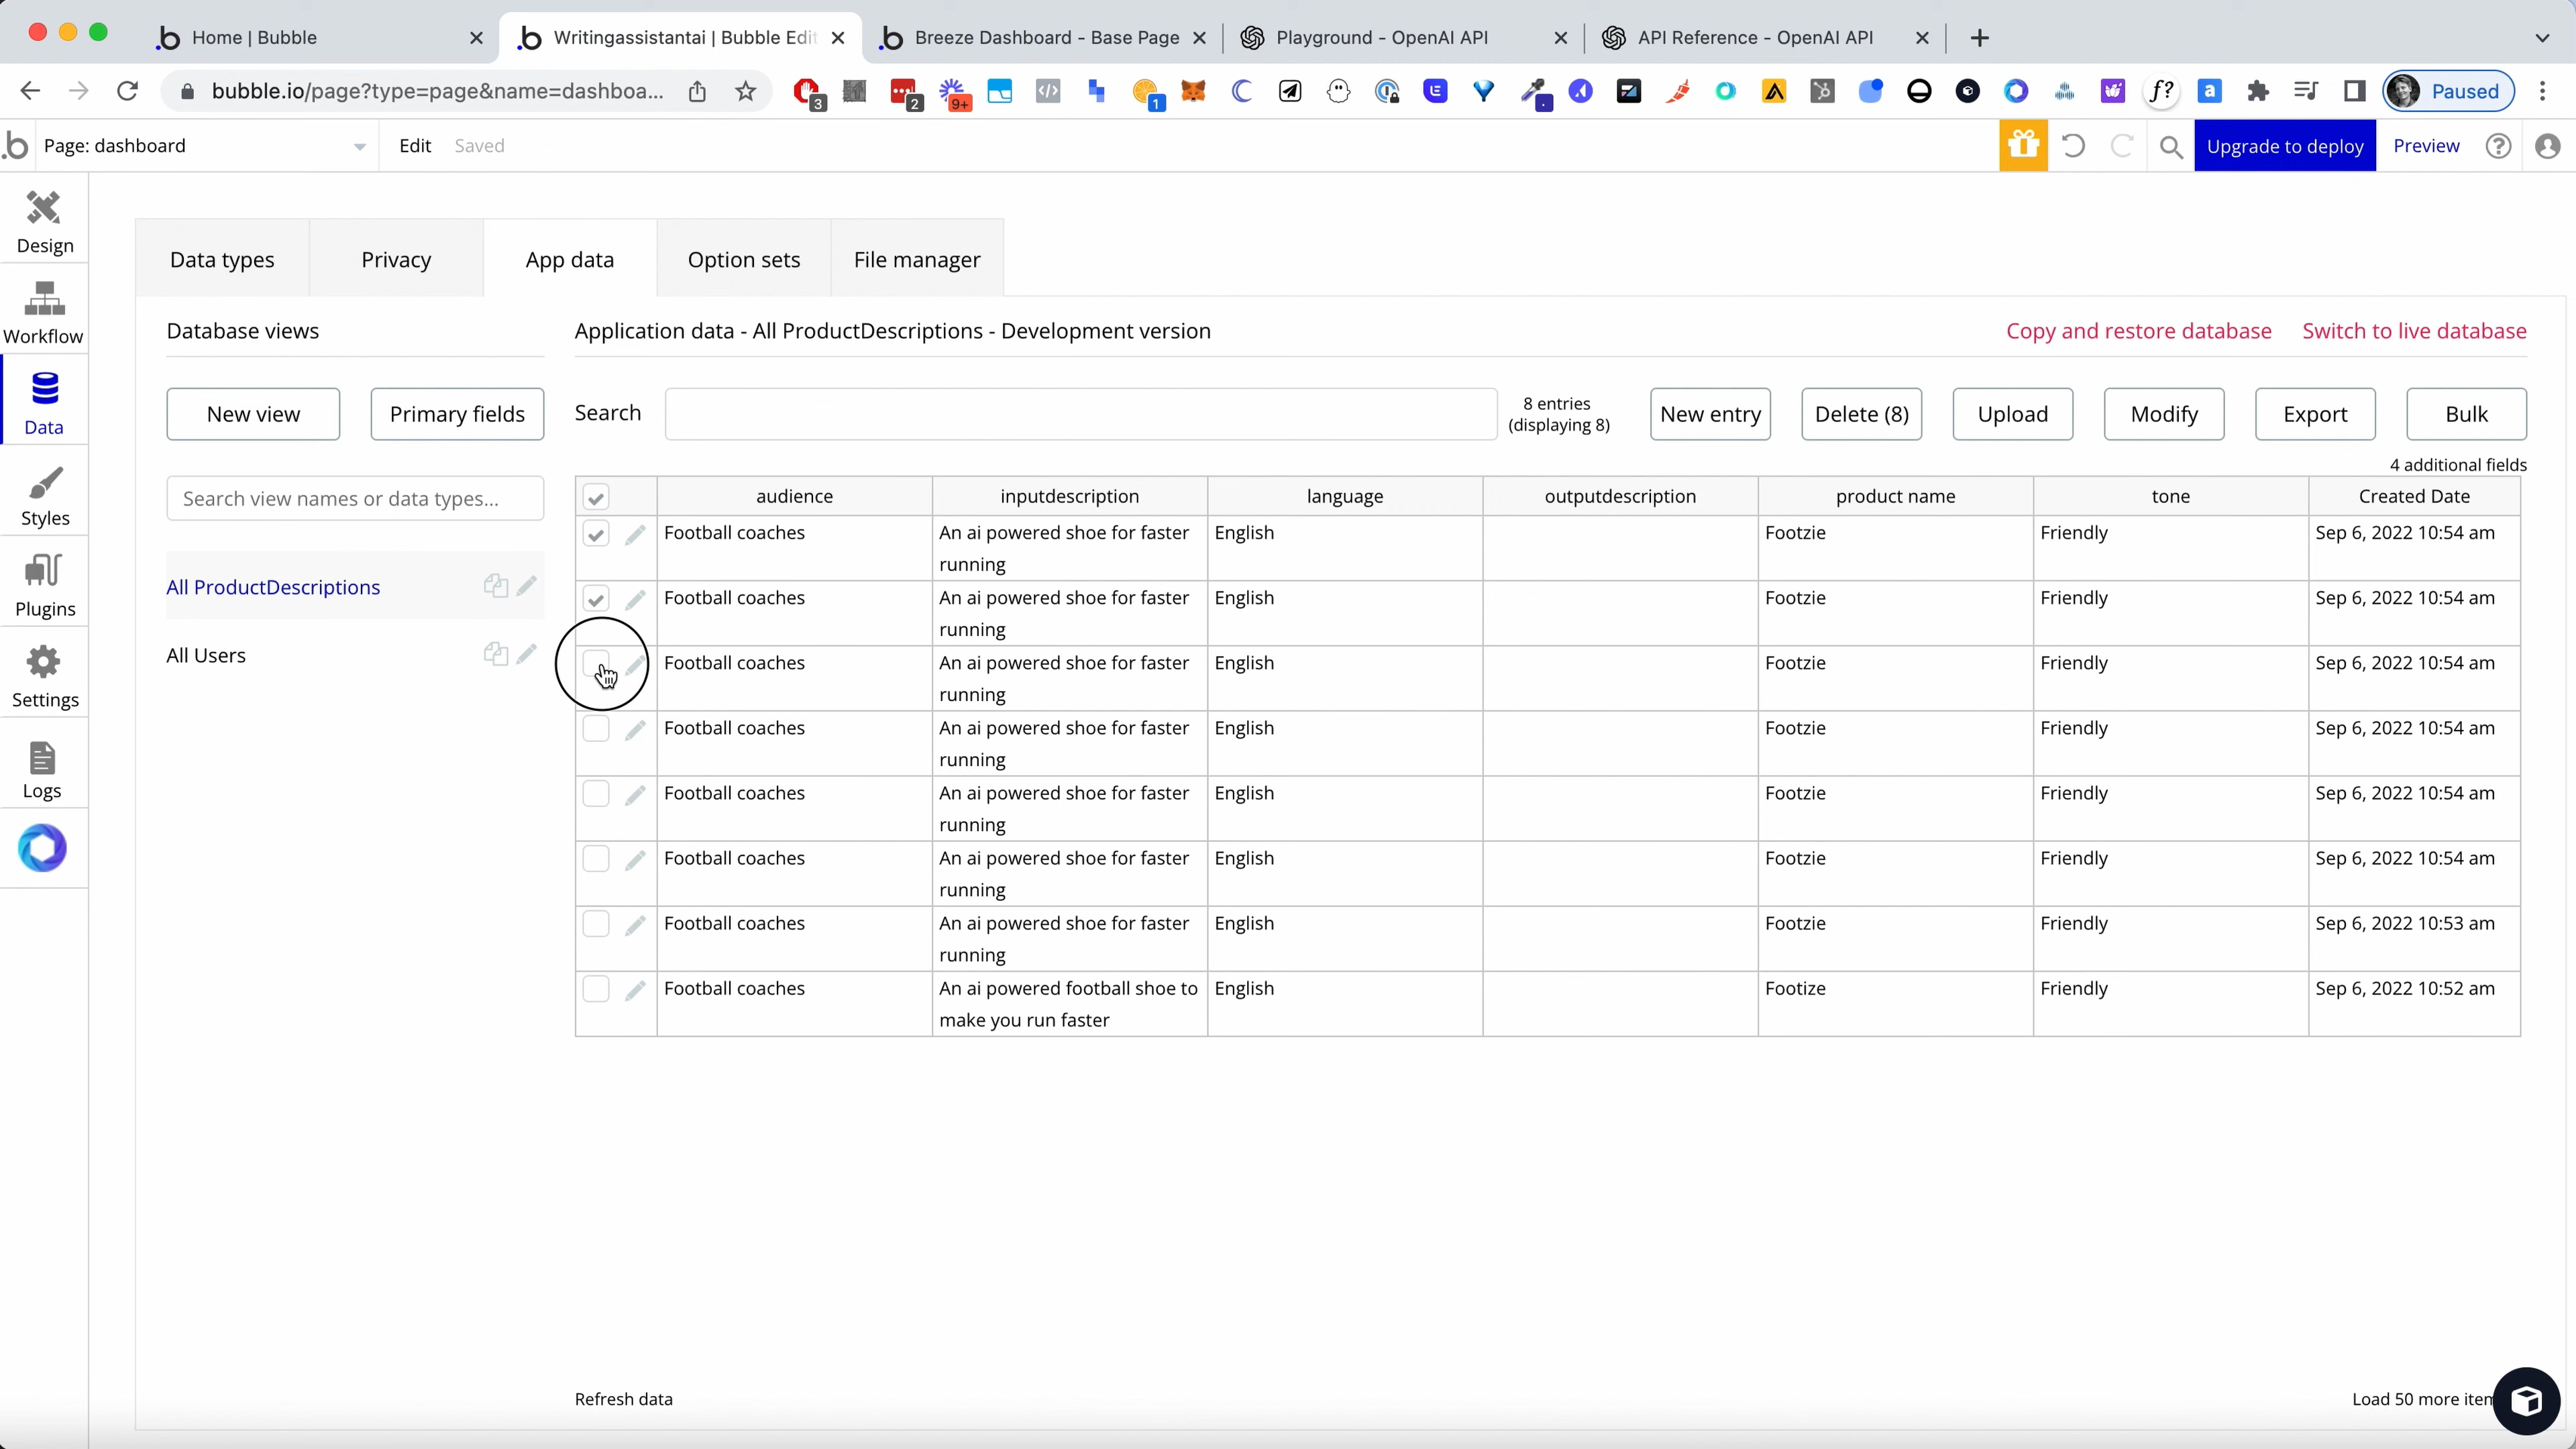 Home | Bubble
Writingassistantai | Bubble Edit
Breeze Dashboard - Base Page
Playground - OpenAI API
API Reference - OpenAI API
bubble.io/page?type=page&name=dashboa...
3
2
9+
1
f?
a
Paused
Page: dashboard
Edit
Saved
Upgrade to deploy
Preview
Design
Workflow
Data
Styles
Plugins
Settings
Logs
Data types
Privacy
App data
Option sets
File manager
Database views
Application data - All ProductDescriptions - Development version
Copy and restore database
Switch to live database
New view
Primary fields
Search
8 entries
(displaying 8)
New entry
Delete (8)
Upload
Modify
Export
Bulk
4 additional fields
Search view names or data types...
All ProductDescriptions
All Users
audience inputdescription language outputdescription product name tone Created Date
Football coaches An ai powered shoe for faster English Footzie Friendly Sep 6, 2022 10:54 am
running
Football coaches An ai powered shoe for faster English Footzie Friendly Sep 6, 2022 10:54 am
running
Football coaches An ai powered shoe for faster English Footzie Friendly Sep 6, 2022 10:54 am
running
Football coaches An ai powered shoe for faster English Footzie Friendly Sep 6, 2022 10:54 am
running
Football coaches An ai powered shoe for faster English Footzie Friendly Sep 6, 2022 10:54 am
running
Football coaches An ai powered shoe for faster English Footzie Friendly Sep 6, 2022 10:54 am
running
Football coaches An ai powered shoe for faster English Footzie Friendly Sep 6, 2022 10:53 am
running
Football coaches An ai powered football shoe to English Footize Friendly Sep 6, 2022 10:52 am
make you run faster
Refresh data
Load 50 more iten